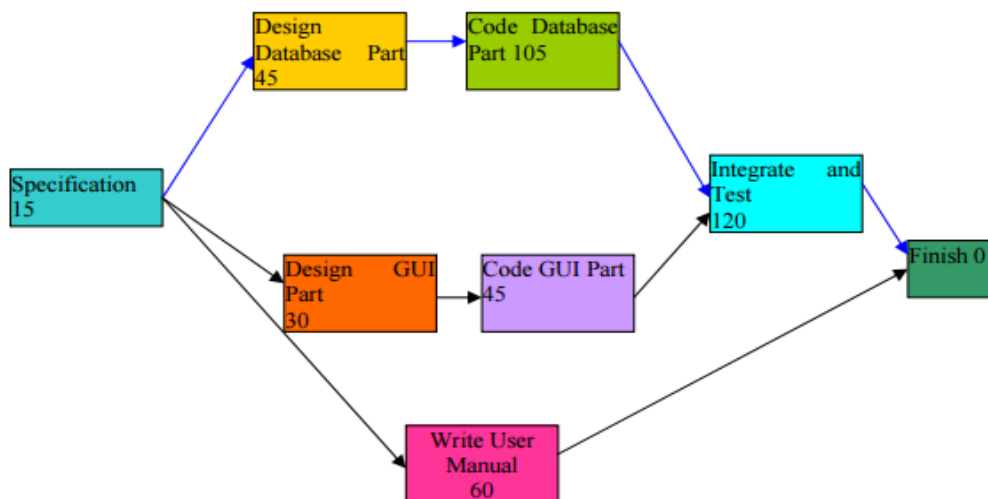 Design
Database Part
45
Code Database
Part 105
Specification
15
Integrate and
Test
120
Design GUI
Part
30
Code GUI Part
45
Finish 0
Write User
Manual
60